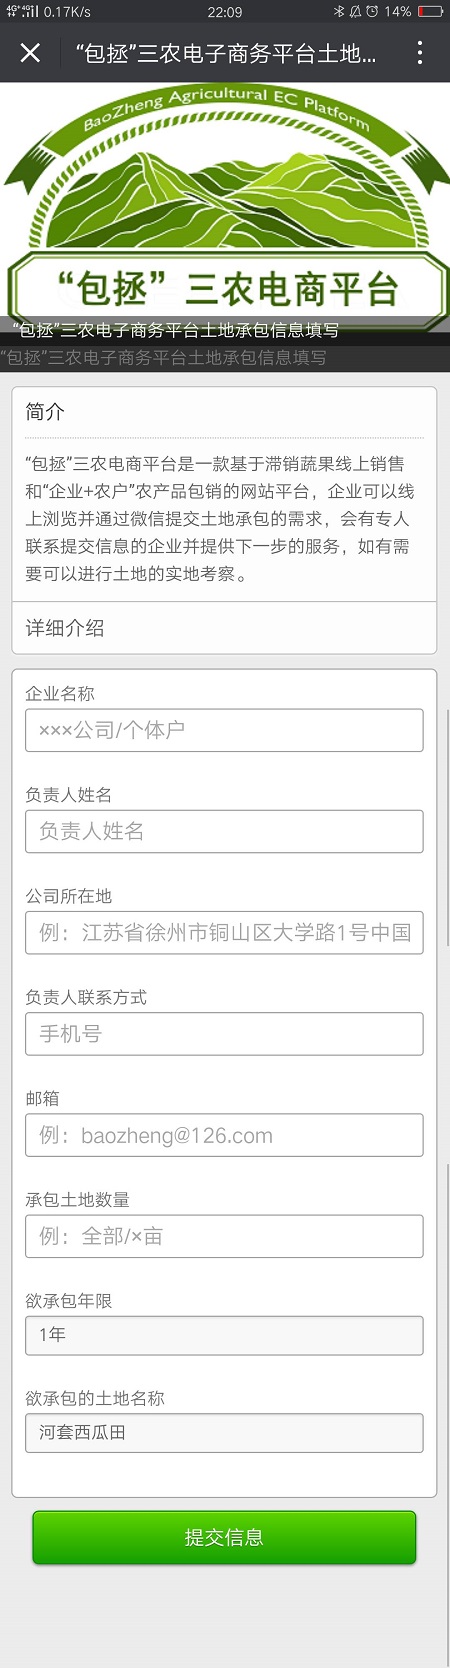 4G⁺4G 0.17K/s 22:09 14%
“包拯”三农电子商务平台土地...
BaoZheng Agricultural EC Platform
“包拯”三农电商平台
“包拯”三农电子商务平台土地承包信息填写
“包拯”三农电子商务平台土地承包信息填写
简介
“包拯”三农电商平台是一款基于滞销蔬果线上销售
和“企业+农户”农产品包销的网站平台，企业可以线
上浏览并通过微信提交土地承包的需求，会有专人
联系提交信息的企业并提供下一步的服务，如有需
要可以进行土地的实地考察。
详细介绍
企业名称
×××公司/个体户
负责人姓名
负责人姓名
公司所在地
例：江苏省徐州市铜山区大学路1号中国
负责人联系方式
手机号
邮箱
例：baozheng@126.com
承包土地数量
例：全部/×亩
欲承包年限
1年
欲承包的土地名称
河套西瓜田
提交信息